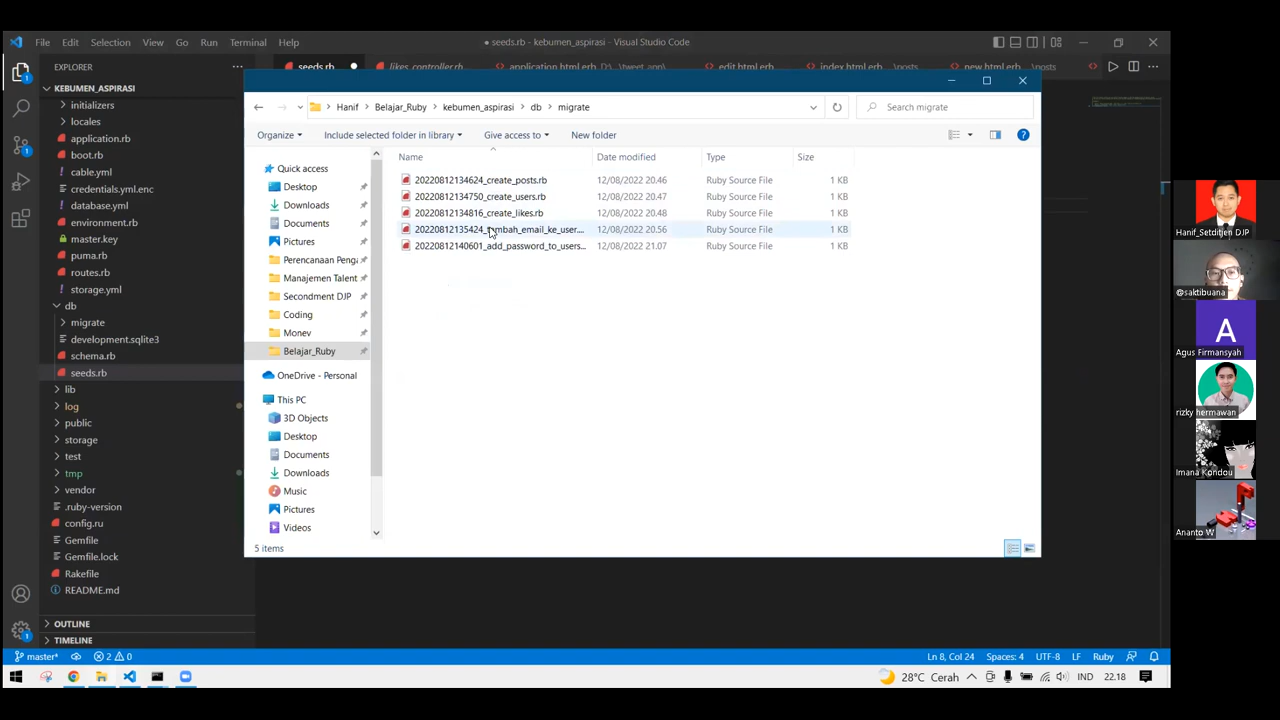 File Edit Selection View Go Run Terminal Help
seeds.rb - kebumen_aspirasi - Visual Studio Code
EXPLORER
seeds.rb
likes_controller.rb
application.html.erb D:\...\tweet_app\...
edit.html.erb
index.html.erb ...\posts
new.html.erb ...\posts
KEBUMEN_ASPIRASI
initializers
locales
application.rb
boot.rb
cable.yml
credentials.yml.enc
database.yml
environment.rb
master.key
puma.rb
routes.rb
storage.yml
db
migrate
development.sqlite3
schema.rb
seeds.rb
lib
log
public
storage
test
tmp
vendor
.ruby-version
config.ru
Gemfile
Gemfile.lock
Rakefile
README.md
OUTLINE
TIMELINE
Hanif > Belajar_Ruby > kebumen_aspirasi > db > migrate
Search migrate
Organize
Include selected folder in library
Give access to
New folder
Quick access
Desktop
Downloads
Documents
Pictures
Perencanaan Penga
Manajemen Talent
Secondment DJP
Coding
Monev
Belajar_Ruby
OneDrive - Personal
This PC
3D Objects
Desktop
Documents
Downloads
Music
Pictures
Videos
Name Date modified Type Size
20220812134624_create_posts.rb 12/08/2022 20.46 Ruby Source File 1 KB
20220812134750_create_users.rb 12/08/2022 20.47 Ruby Source File 1 KB
20220812134816_create_likes.rb 12/08/2022 20.48 Ruby Source File 1 KB
20220812135424_tambah_email_ke_user.... 12/08/2022 20.56 Ruby Source File 1 KB
20220812140601_add_password_to_users... 12/08/2022 21.07 Ruby Source File 1 KB
5 items
master* 2 0
Ln 8, Col 24 Spaces: 4 UTF-8 LF Ruby
28°C Cerah IND 22.18
Hanif_Setditjen DJP
@saktibuana
A
Agus Firmansyah
rizky hermawan
Imana Kondou
Ananto W